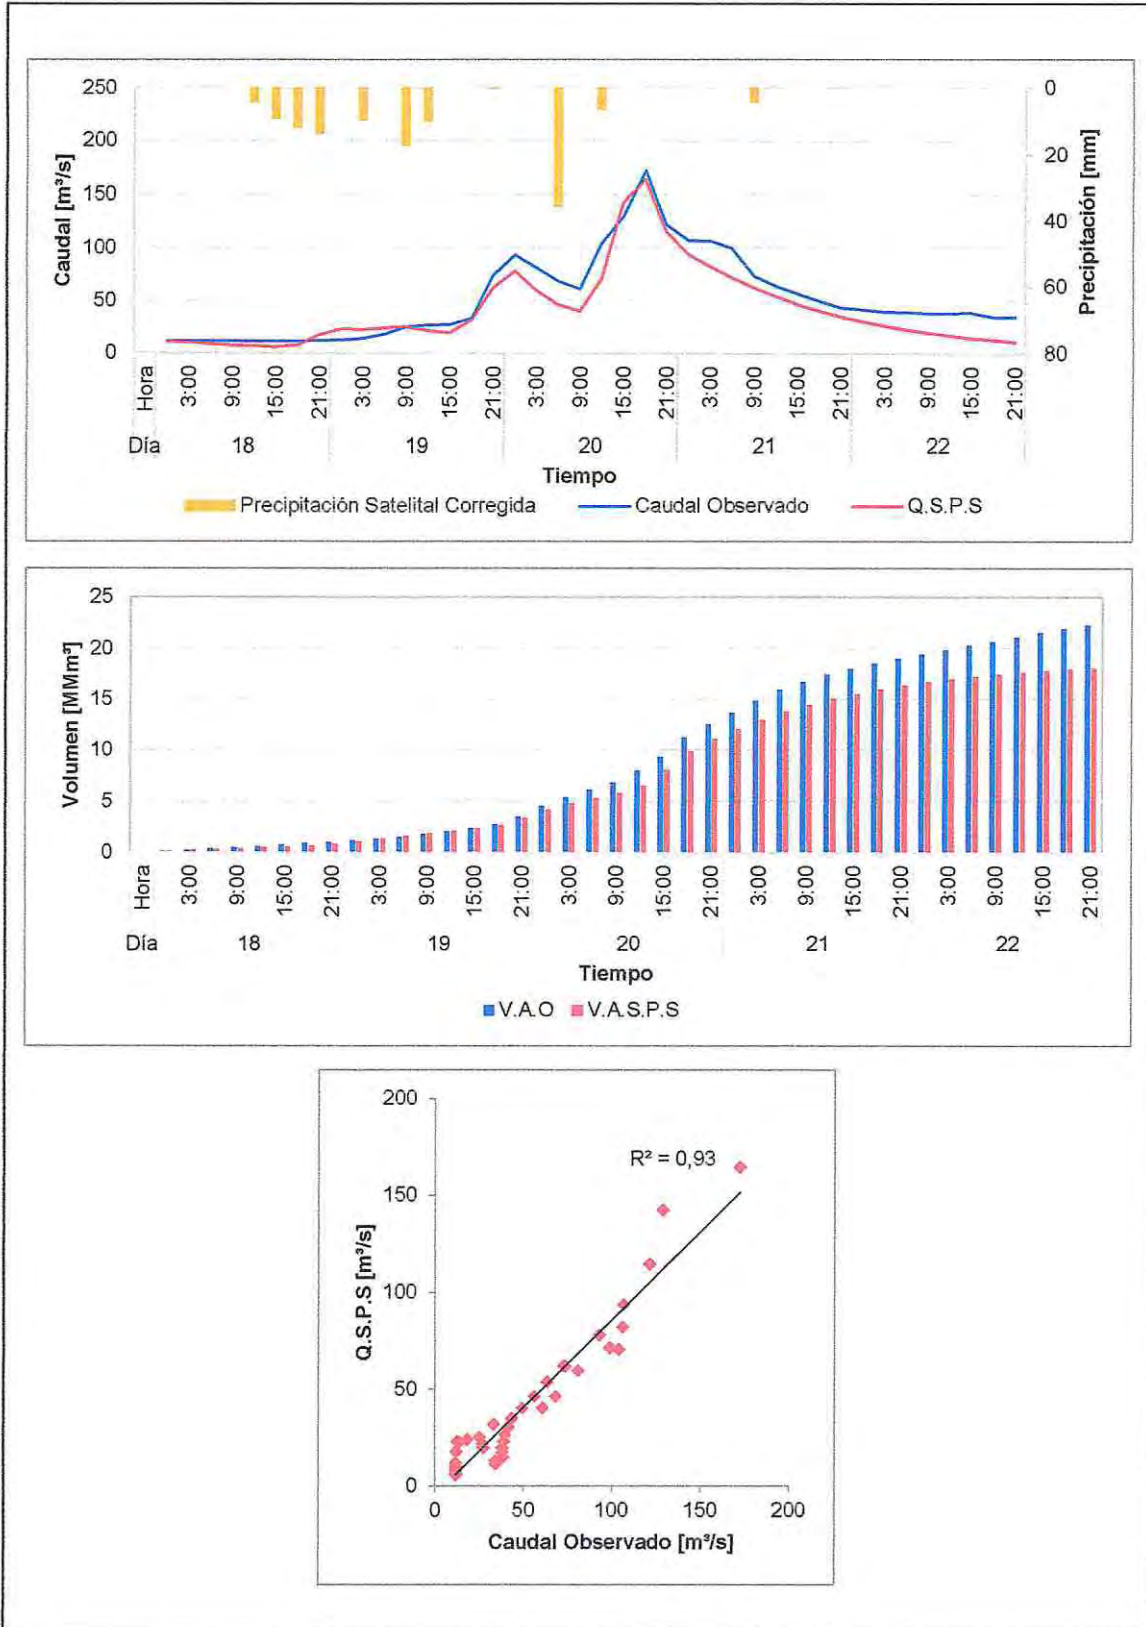 250
200
150
100
50
0
Caudal [m³/s]
0
20
40
60
80
Precipitación [mm]
Hora 3:00 9:00 15:00 21:00 3:00 9:00 15:00 21:00 3:00 9:00 15:00 21:00 3:00 9:00 15:00 21:00 3:00 9:00 15:00 21:00
Día 18 19 20 21 22
Tiempo
Precipitación Satelital Corregida Caudal Observado Q.S.P.S
25
20
15
10
5
0
Volumen [MMm³]
Hora 3:00 9:00 15:00 21:00 3:00 9:00 15:00 21:00 3:00 9:00 15:00 21:00 3:00 9:00 15:00 21:00 3:00 9:00 15:00 21:00
Día 18 19 20 21 22
Tiempo
V.A.O V.A.S.P.S
200
150
100
50
0
Q.S.P.S [m³/s]
R² = 0,93
0 50 100 150 200
Caudal Observado [m³/s]